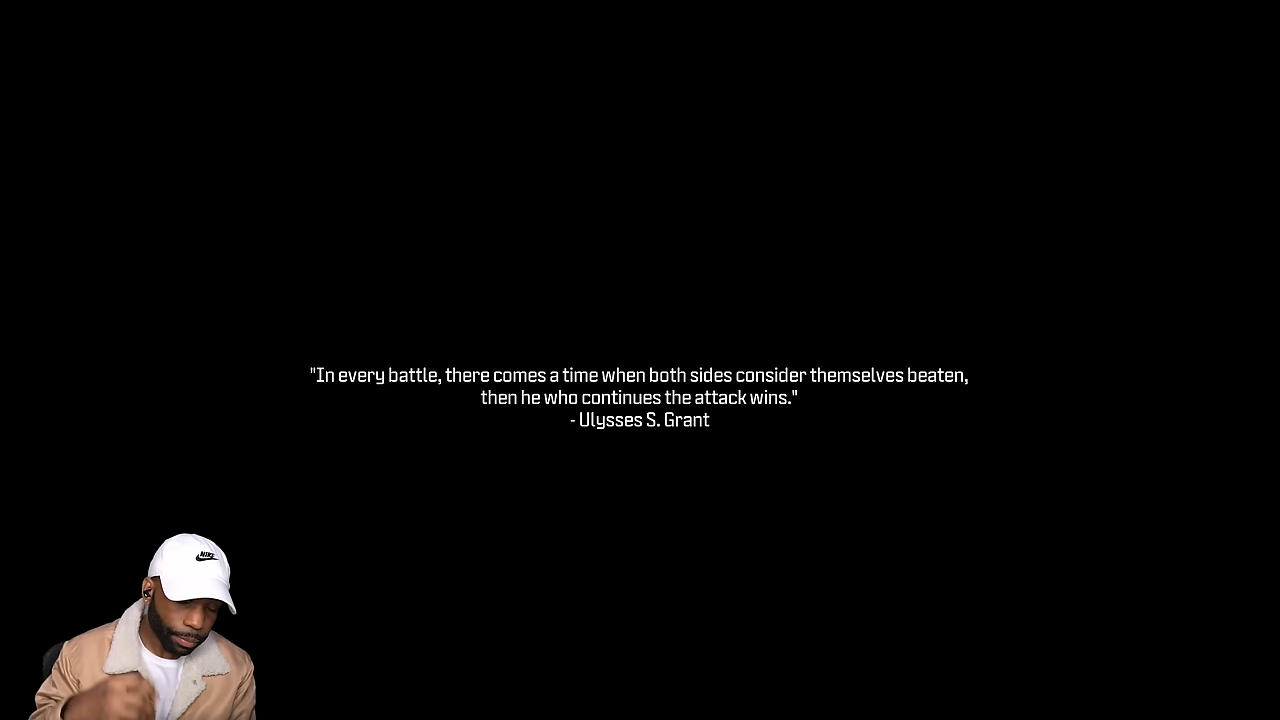 "In every battle, there comes a time when both sides consider themselves beaten,
then he who continues the attack wins."
- Ulysses S. Grant
NIKE